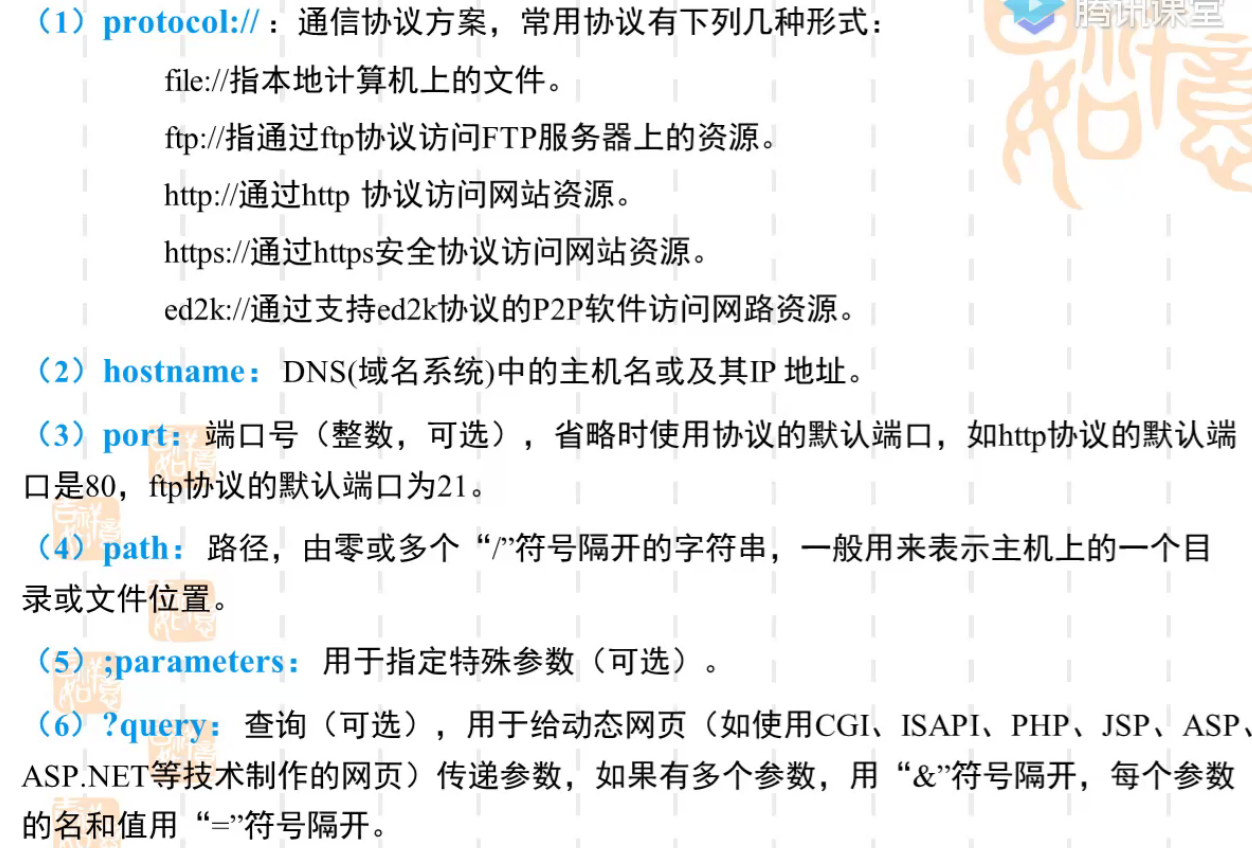 腾讯课堂
（1）protocol://：通信协议方案，常用协议有下列几种形式：
file://指本地计算机上的文件。
ftp://指通过ftp协议访问FTP服务器上的资源。
http://通过http 协议访问网站资源。
https://通过https安全协议访问网站资源。
ed2k://通过支持ed2k协议的P2P软件访问网路资源。
（2）hostname：DNS(域名系统)中的主机名或及其IP 地址。
（3）port：端口号（整数，可选），省略时使用协议的默认端口，如http协议的默认端
口是80，ftp协议的默认端口为21。
（4）path：路径，由零或多个“/”符号隔开的字符串，一般用来表示主机上的一个目
录或文件位置。
（5）;parameters：用于指定特殊参数（可选）。
（6）?query：查询（可选），用于给动态网页（如使用CGI、ISAPI、PHP、JSP、ASP、
ASP.NET等技术制作的网页）传递参数，如果有多个参数，用“&”符号隔开，每个参数
的名和值用“=”符号隔开。